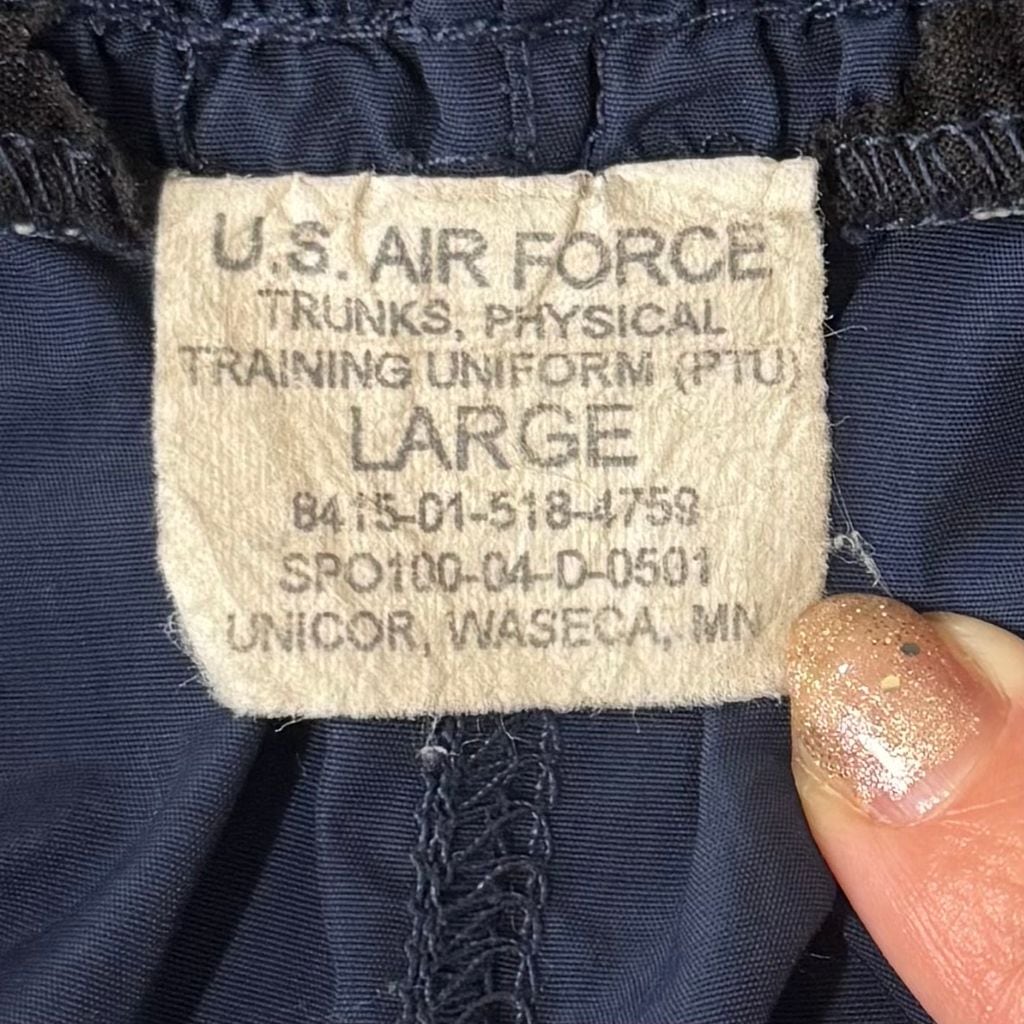 U.S. AIR FORCE
TRUNKS, PHYSICAL
TRAINING UNIFORM (PTU)
LARGE
8415-01-518-4759
SPO100-04-D-0501
UNICOR, WASECA, MN